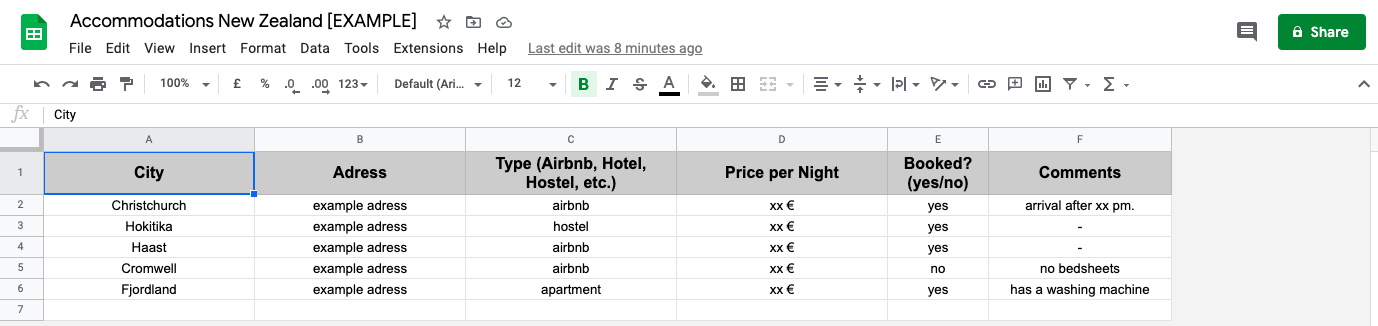 Accommodations New Zealand [EXAMPLE]
File Edit View Insert Format Data Tools Extensions Help Last edit was 8 minutes ago
Share
100% £ % .0 .00 123 Default (Ari... 12 B I S A Σ
fx City
A B C D E F
1 City Adress Type (Airbnb, Hotel, Hostel, etc.) Price per Night Booked? (yes/no) Comments
2 Christchurch example adress airbnb xx € yes arrival after xx pm.
3 Hokitika example adress hostel xx € yes -
4 Haast example adress airbnb xx € yes -
5 Cromwell example adress airbnb xx € no no bedsheets
6 Fjordland example adress apartment xx € yes has a washing machine
7